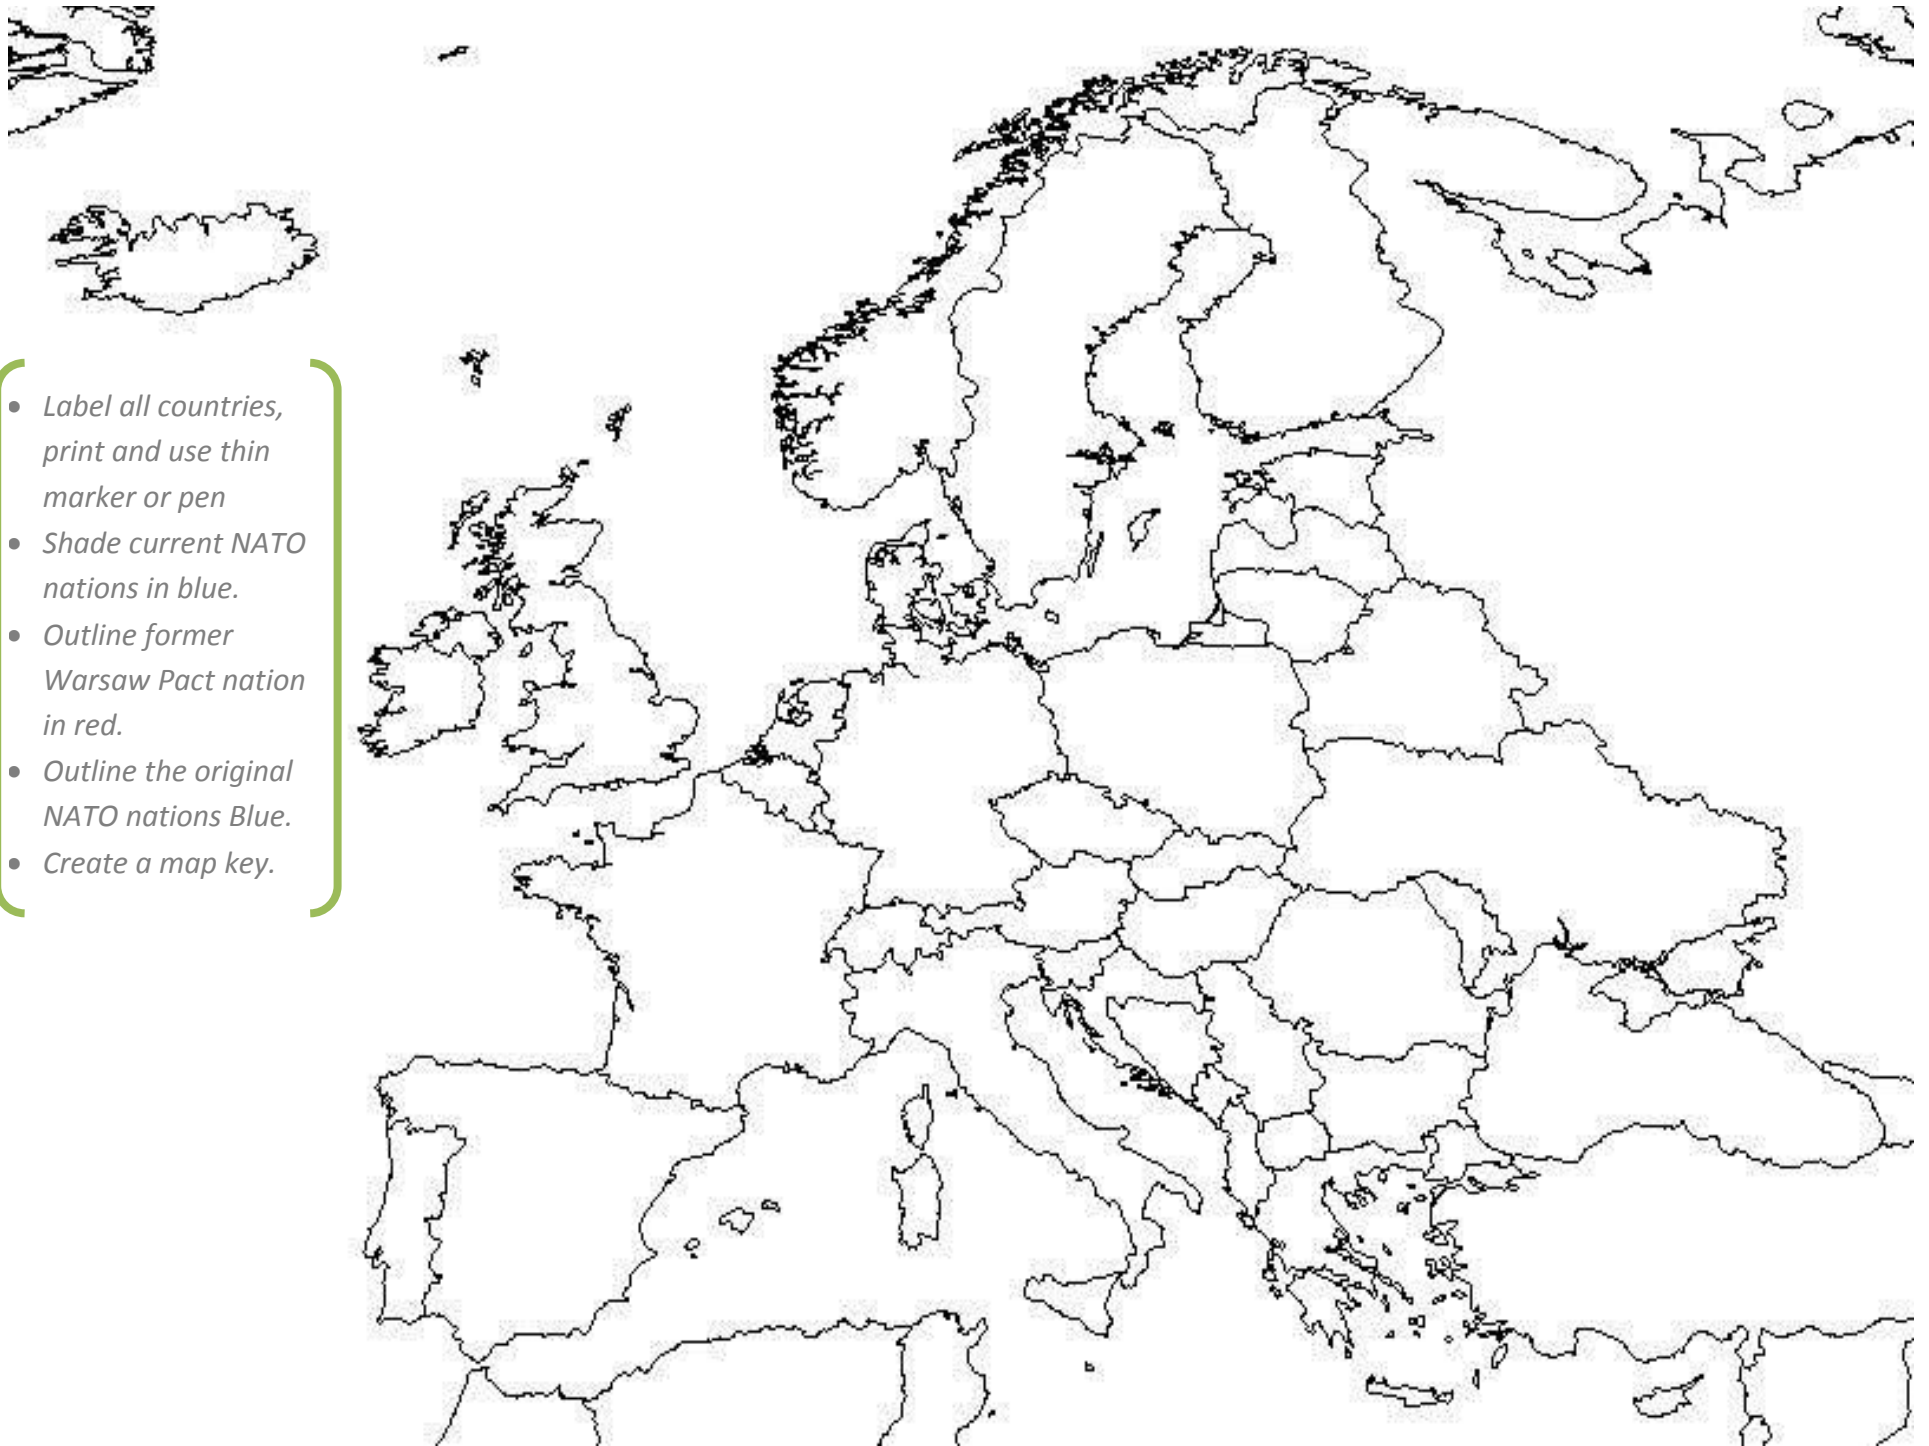 • Label all countries,
print and use thin
marker or pen
• Shade current NATO
nations in blue.
• Outline former
Warsaw Pact nation
in red.
• Outline the original
NATO nations Blue.
• Create a map key.